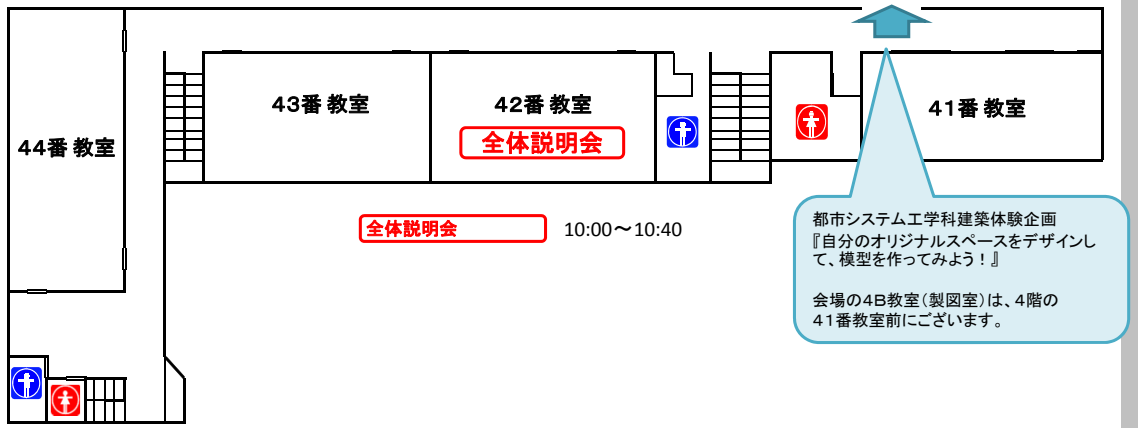 44番 教室
43番 教室
42番 教室
全体説明会
41番 教室
全体説明会 10:00～10:40
都市システム工学科建築体験企画
『自分のオリジナルスペースをデザインし
て、模型を作ってみよう！』
会場の4B教室（製図室）は、4階の
41番教室前にございます。